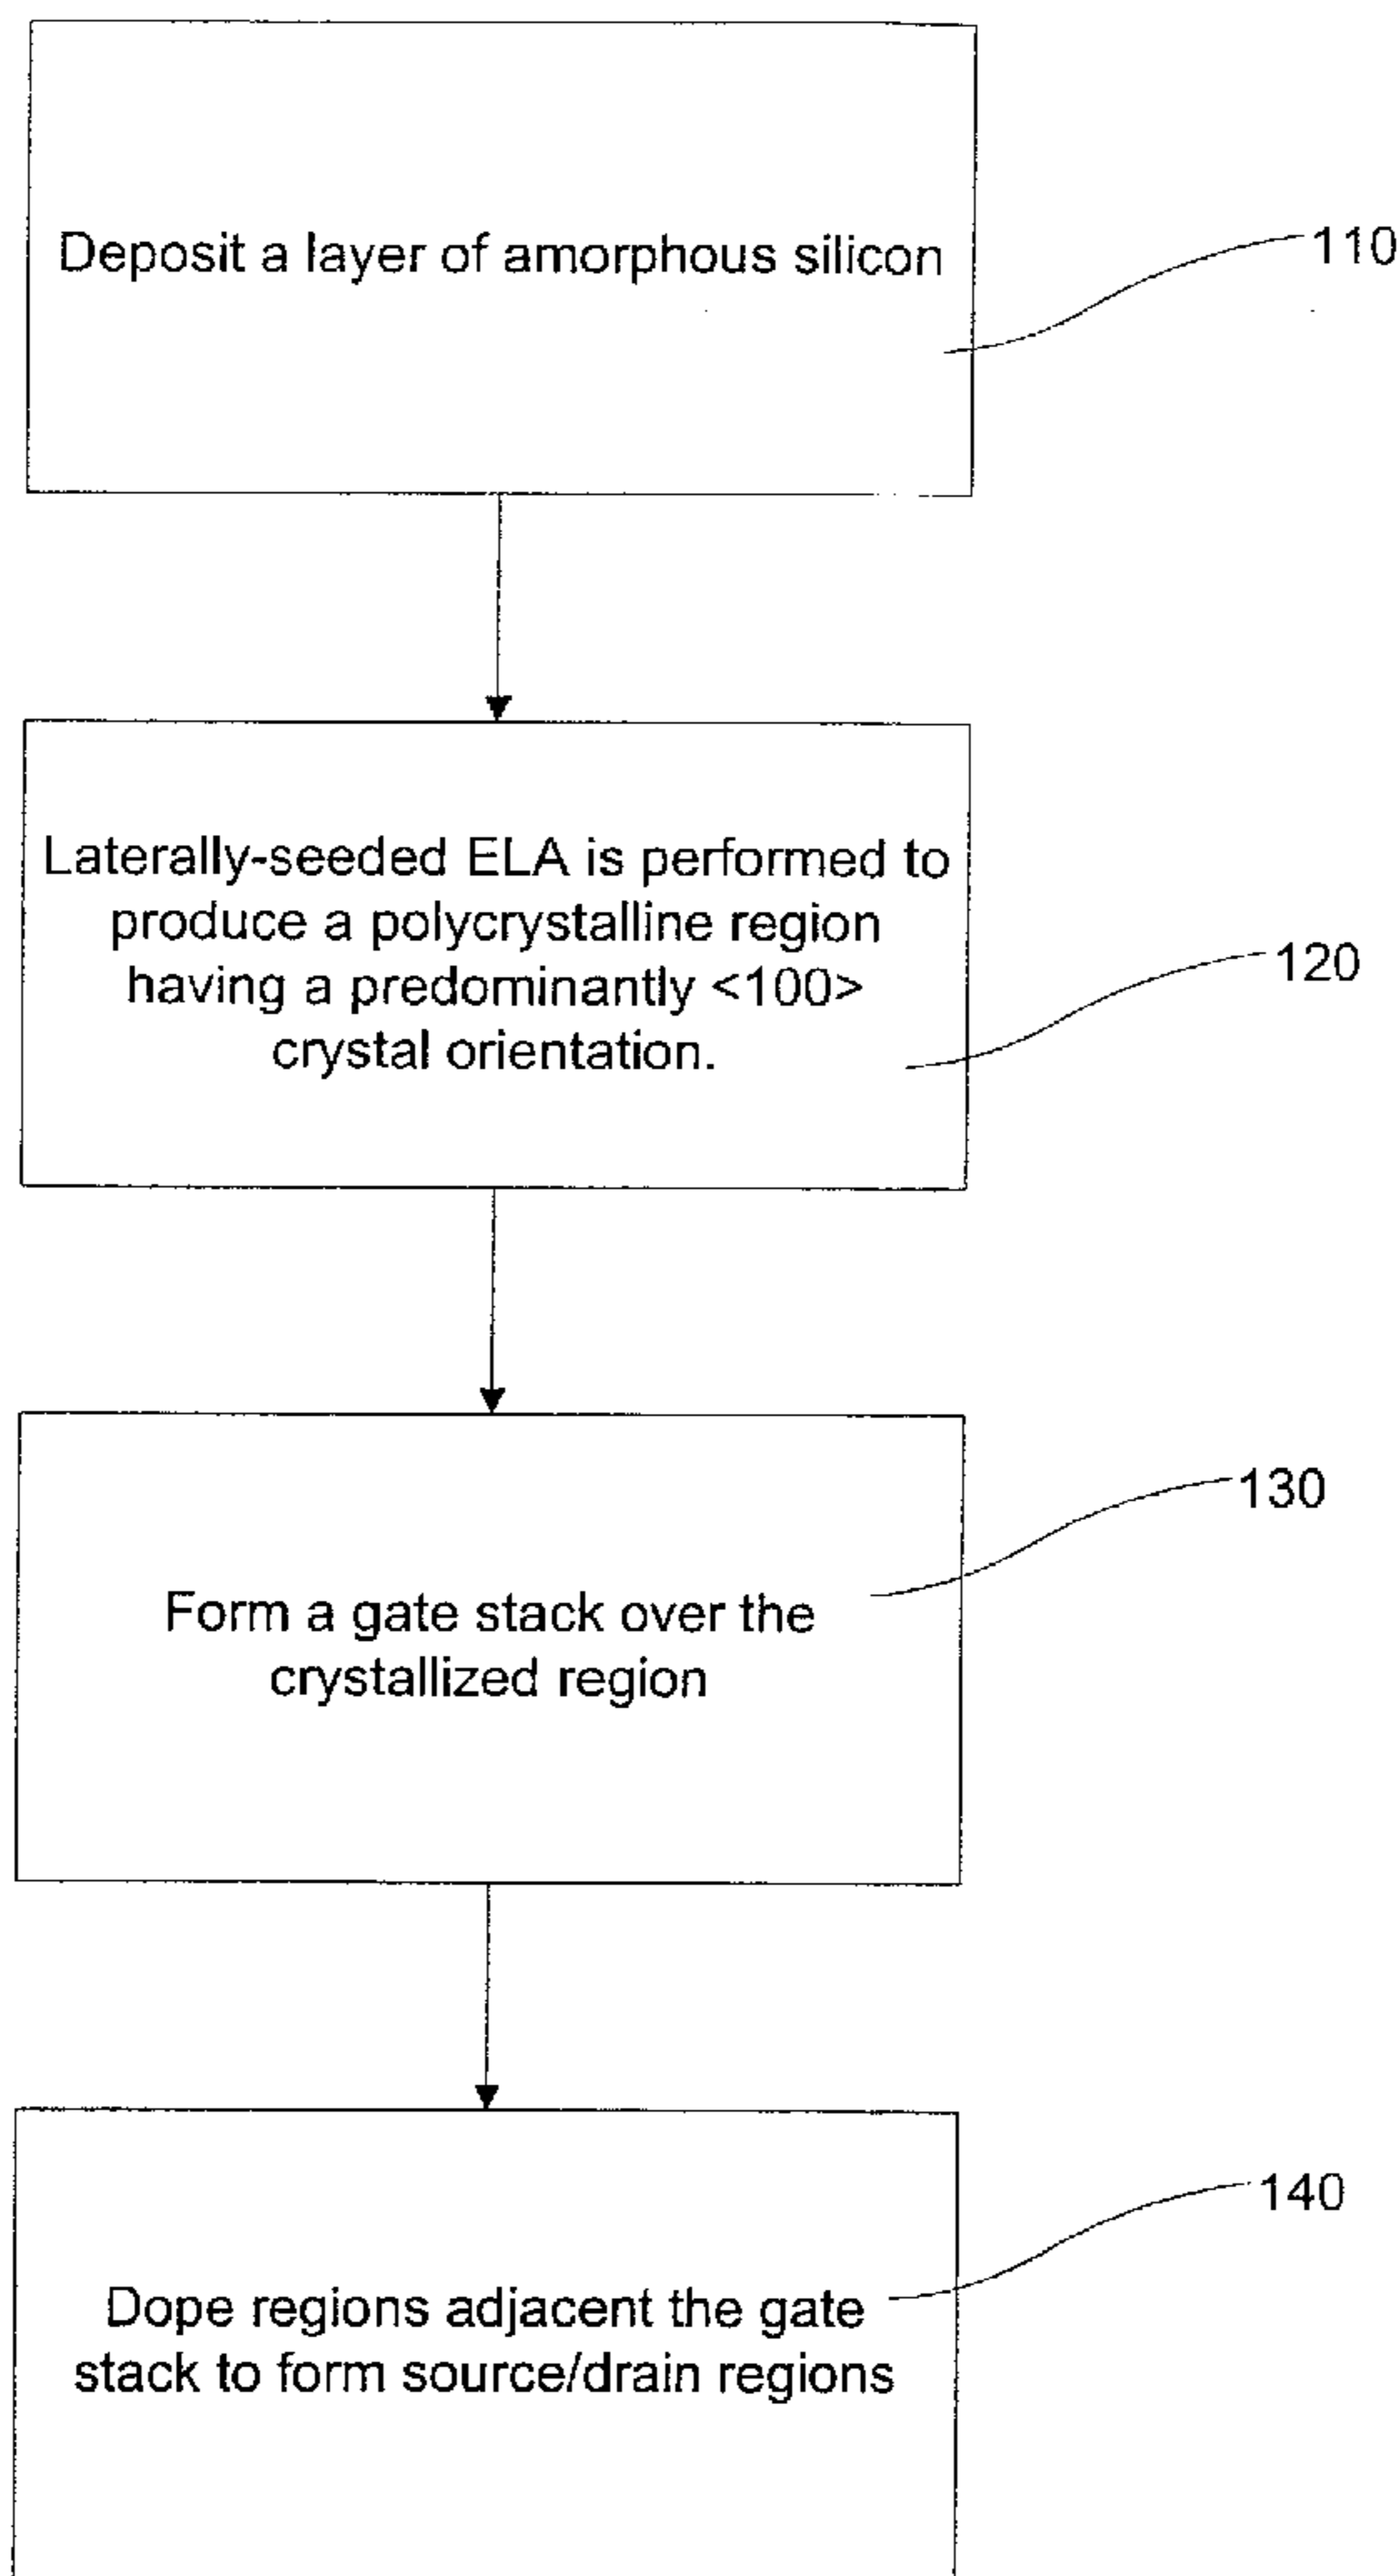 Deposit a layer of amorphous silicon
110
Laterally-seeded ELA is performed to
produce a polycrystalline region
having a predominantly <100>
crystal orientation.
120
Form a gate stack over the
crystallized region
130
Dope regions adjacent the gate
stack to form source/drain regions
140